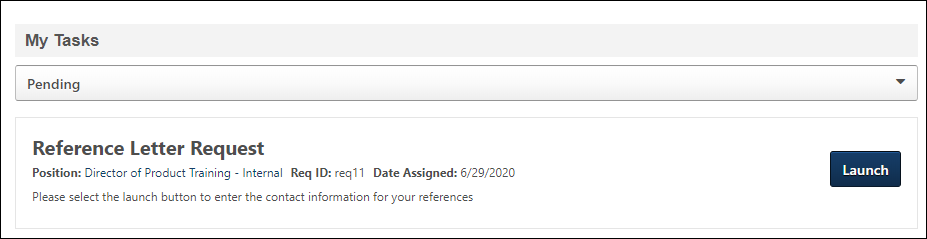 My Tasks
Pending
Reference Letter Request
Position: Director of Product Training - Internal Req ID: req11 Date Assigned: 6/29/2020
Launch
Please select the launch button to enter the contact information for your references